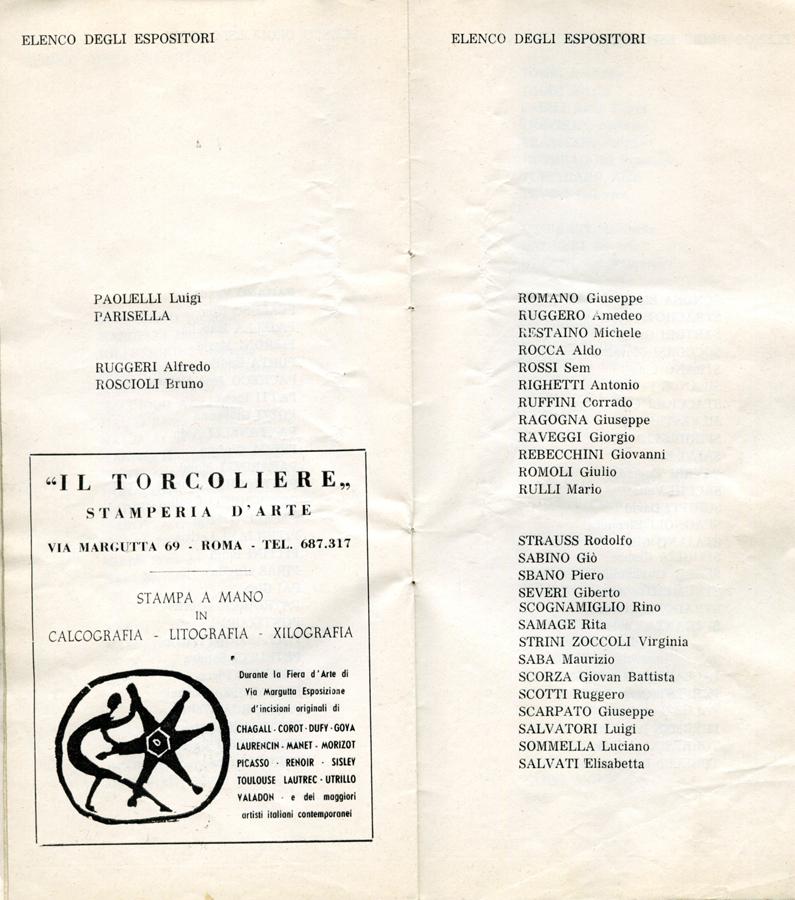 ELENCO DEGLI ESPOSITORI
PAOLELLI Luigi
PARISELLA
RUGGERI Alfredo
ROSCIOLI Bruno
“IL TORCOLIERE„
STAMPERIA D'ARTE
VIA MARGUTTA 69 - ROMA - TEL. 687.317
STAMPA A MANO
IN
CALCOGRAFIA - LITOGRAFIA - XILOGRAFIA
Durante la Fiera d'Arte di
Via Margutta Esposizione
d'incisioni originali di
CHAGALL - COROT - DUFY - GOYA
LAURENCIN - MANET - MORIZOT
PICASSO - RENOIR - SISLEY
TOULOUSE LAUTREC - UTRILLO
VALADON - e dei maggiori
artisti italiani contemporanei
ELENCO DEGLI ESPOSITORI
ROMANO Giuseppe
RUGGERO Amedeo
RESTAINO Michele
ROCCA Aldo
ROSSI Sem
RIGHETTI Antonio
RUFFINI Corrado
RAGOGNA Giuseppe
RAVEGGI Giorgio
REBECCHINI Giovanni
ROMOLI Giulio
RULLI Mario
STRAUSS Rodolfo
SABINO Giò
SBANO Piero
SEVERI Giberto
SCOGNAMIGLIO Rino
SAMAGE Rita
STRINI ZOCCOLI Virginia
SABA Maurizio
SCORZA Giovan Battista
SCOTTI Ruggero
SCARPATO Giuseppe
SALVATORI Luigi
SOMMELLA Luciano
SALVATI Elisabetta